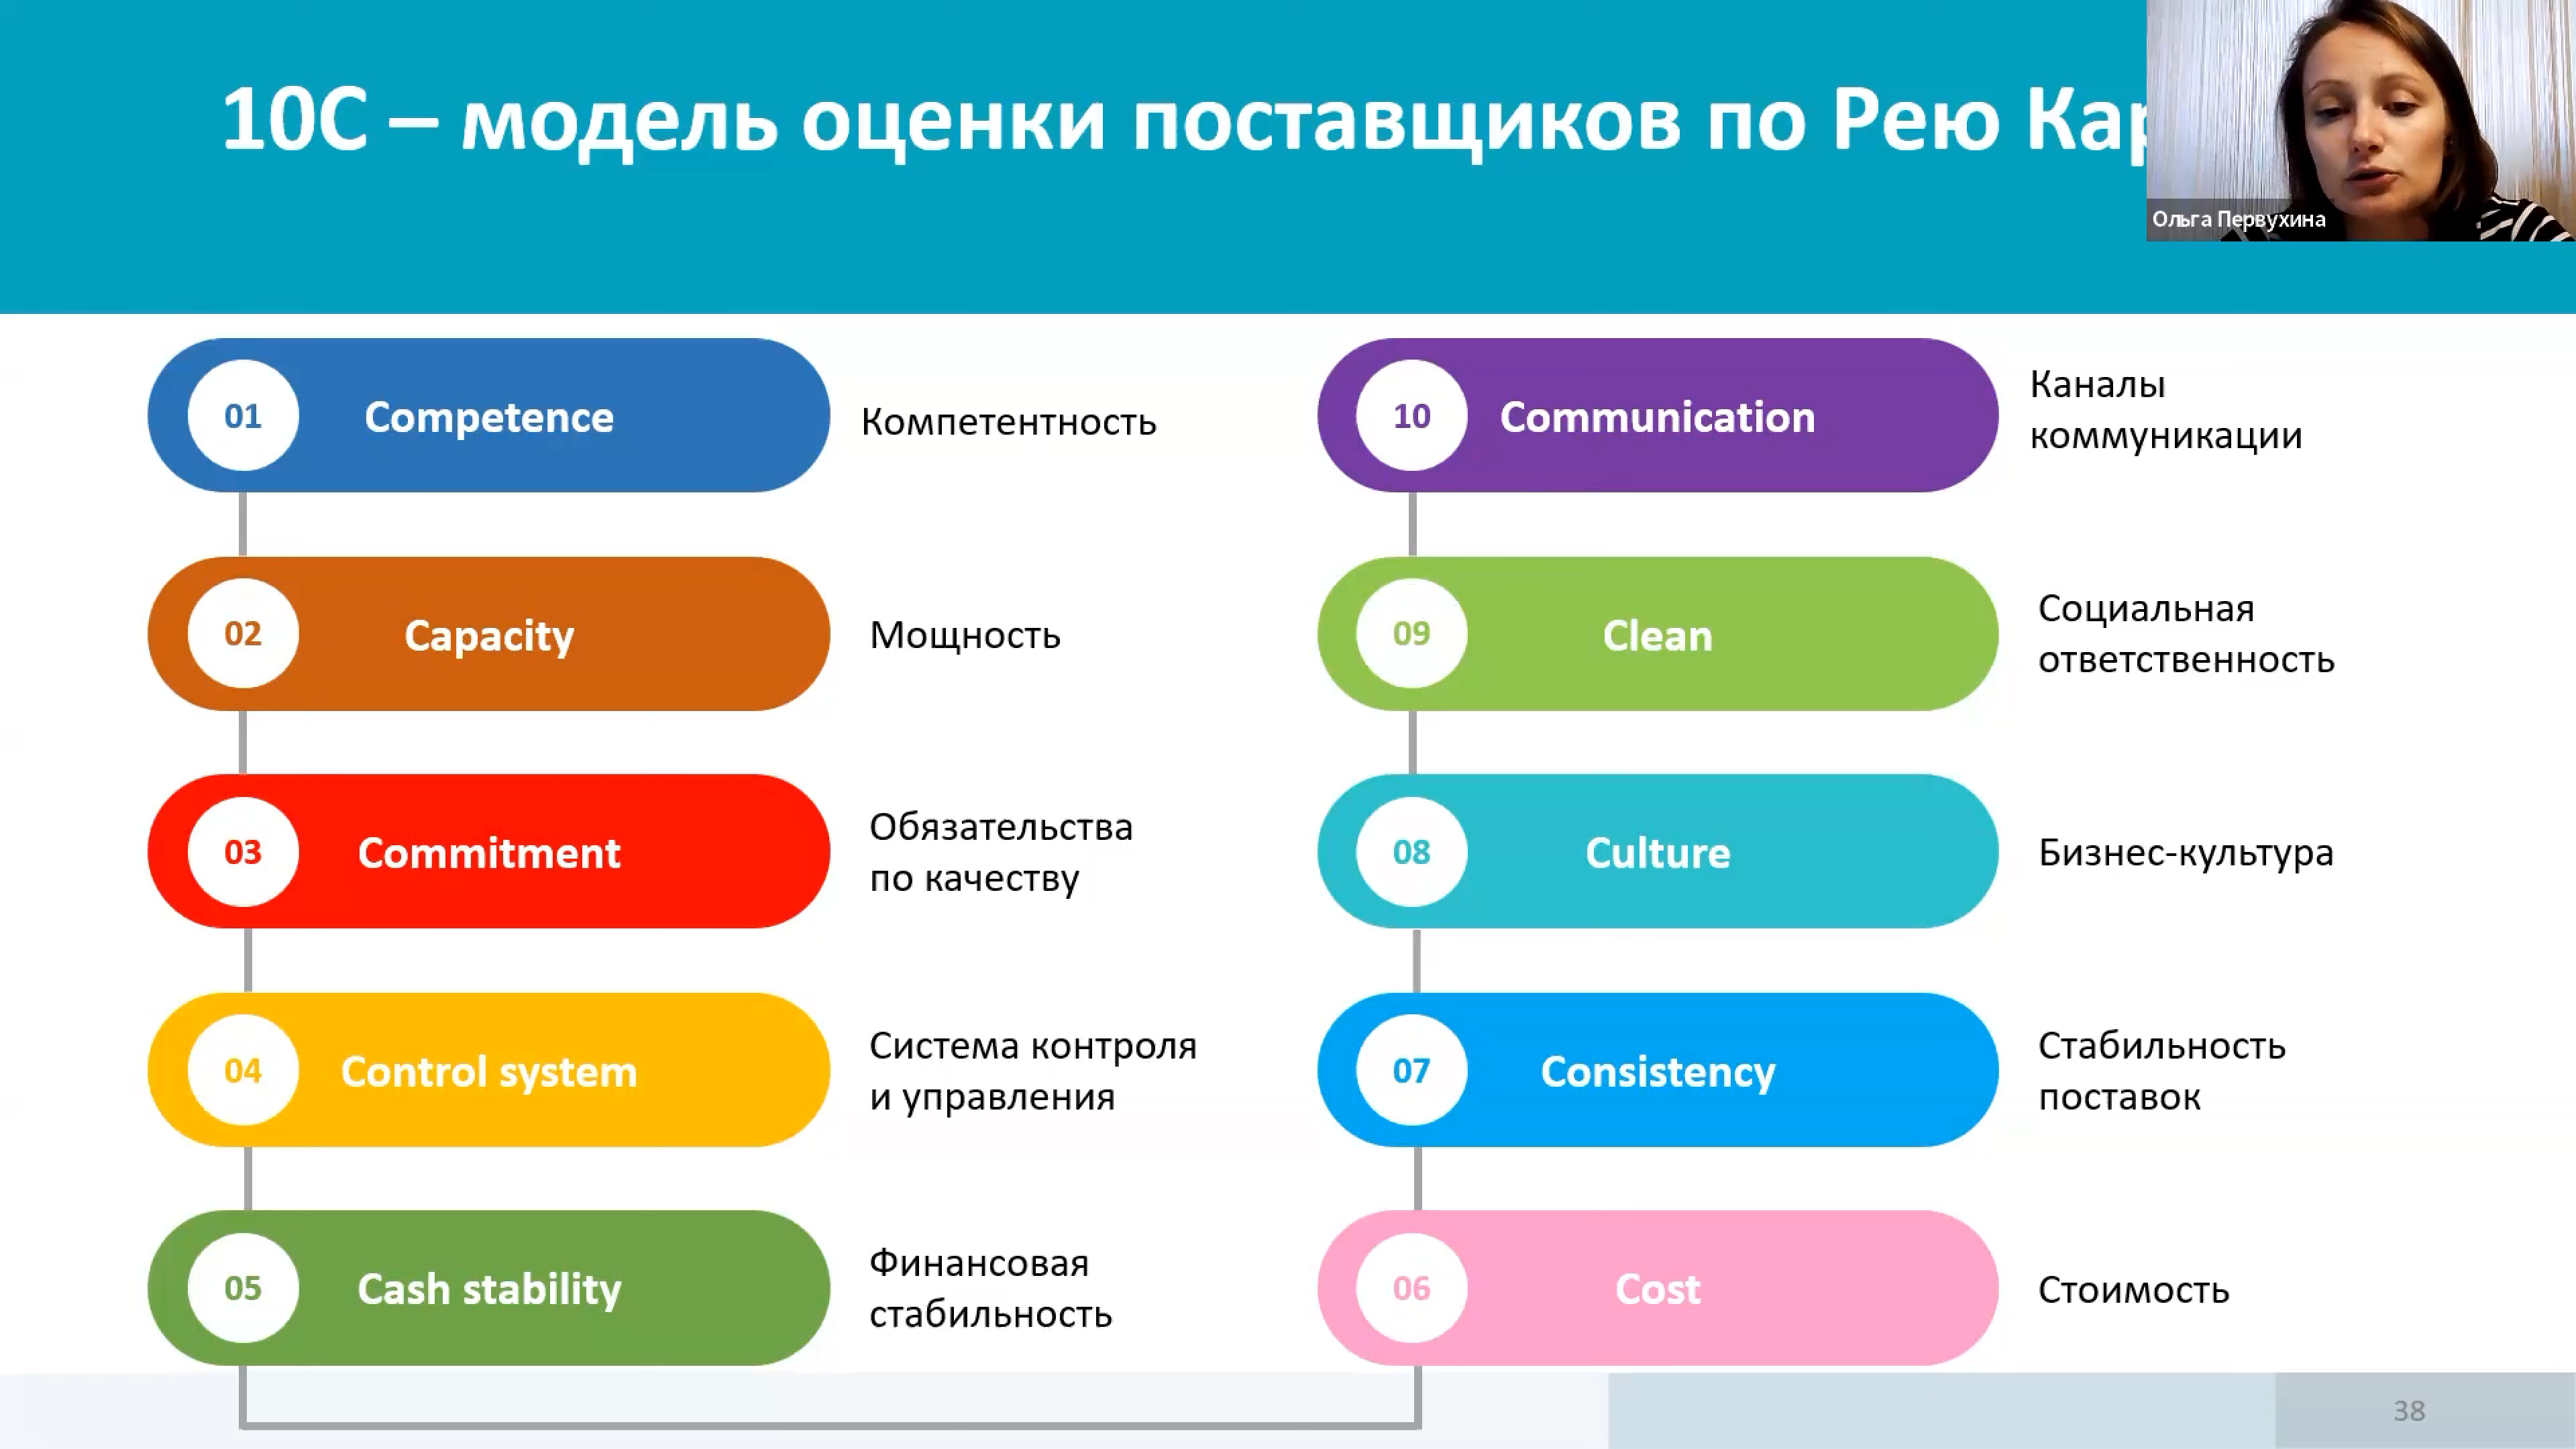 10C – модель оценки поставщиков по Рею
Ольга Первухина
01 Competence
Компетентность
02 Capacity
Мощность
03 Commitment
Обязательства
по качеству
04 Control system
Система контроля
и управления
05 Cash stability
Финансовая
стабильность
10 Communication
Каналы
коммуникации
09 Clean
Социальная
ответственность
08 Culture
Бизнес-культура
07 Consistency
Стабильность
поставок
06 Cost
Стоимость
38